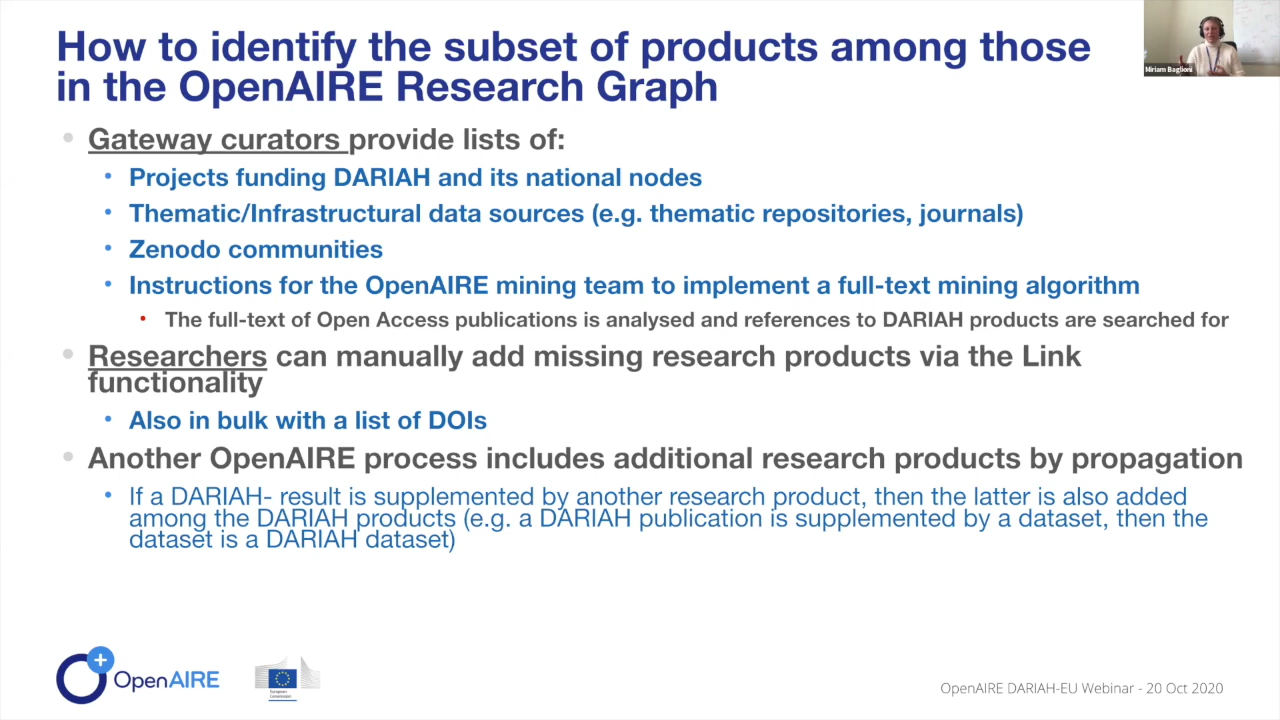 How to identify the subset of products among those
in the OpenAIRE Research Graph
Miriam Baglioni
Gateway curators provide lists of:
Projects funding DARIAH and its national nodes
Thematic/Infrastructural data sources (e.g. thematic repositories, journals)
Zenodo communities
Instructions for the OpenAIRE mining team to implement a full-text mining algorithm
The full-text of Open Access publications is analysed and references to DARIAH products are searched for
Researchers can manually add missing research products via the Link
functionality
Also in bulk with a list of DOIs
Another OpenAIRE process includes additional research products by propagation
If a DARIAH- result is supplemented by another research product, then the latter is also added
among the DARIAH products (e.g. a DARIAH publication is supplemented by a dataset, then the
dataset is a DARIAH dataset)
OpenAIRE
European
Commission
OpenAIRE DARIAH-EU Webinar - 20 Oct 2020